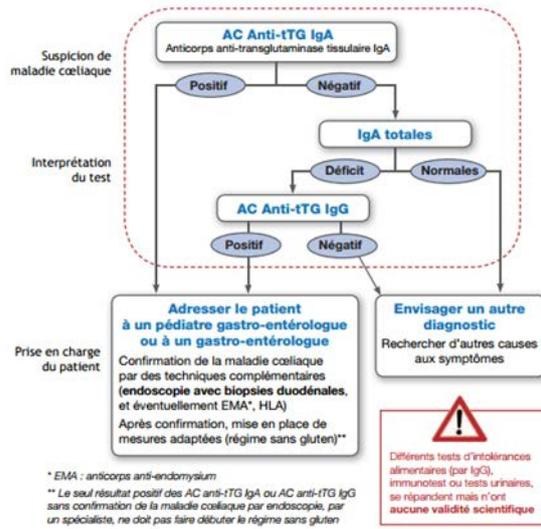 AC Anti-tTG IgA
Anticorps anti-transglutaminase tissulaire IgA
Suspicion de
maladie cœliaque
Positif
Négatif
IgA totales
Interprétation
du test
Déficit
Normales
AC Anti-tTG IgG
Positif
Négatif
Adresser le patient
à un pédiatre gastro-entérologue
ou à un gastro-entérologue
Confirmation de la maladie cœliaque
par des techniques complémentaires
(endoscopie avec biopsies duodénales,
et éventuellement EMA*, HLA)
Après confirmation, mise en place de
mesures adaptées (régime sans gluten)**
Envisager un autre
diagnostic
Rechercher d'autres causes
aux symptômes
Prise en charge
du patient
!
Différents tests d'intolérances
alimentaires (par IgG),
immunotest ou tests urinaires,
se répandent mais n'ont
aucune validité scientifique
* EMA : anticorps anti-endomysium
** Le seul résultat positif des AC anti-tTG IgA ou AC anti-tTG IgG
sans confirmation de la maladie cœliaque par endoscopie, par
un spécialiste, ne doit pas faire débuter le régime sans gluten